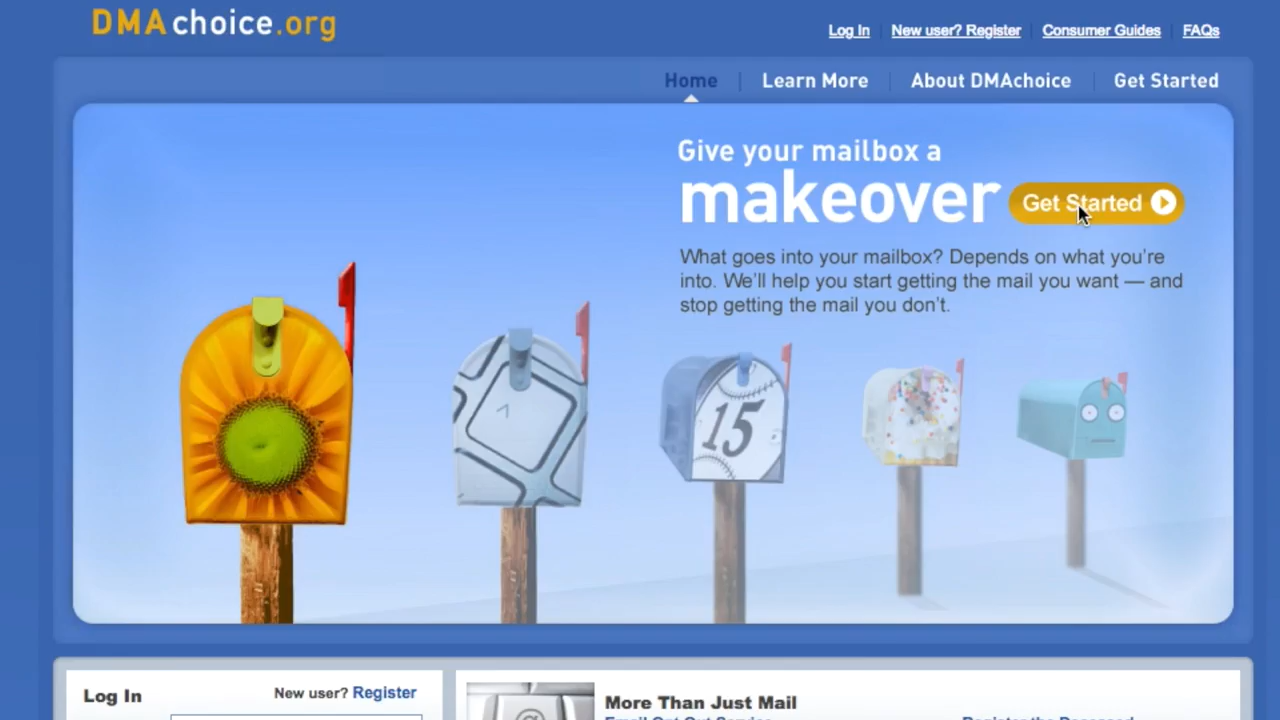 DMAchoice.org
Log In
New user? Register
Consumer Guides
FAQs
Home
Learn More
About DMAchoice
Get Started
Give your mailbox a
makeover
Get Started
What goes into your mailbox? Depends on what you're
into. We'll help you start getting the mail you want — and
stop getting the mail you don't.
15
Log In
New user? Register
@
More Than Just Mail
Email Opt Out Service
Register the Deceased